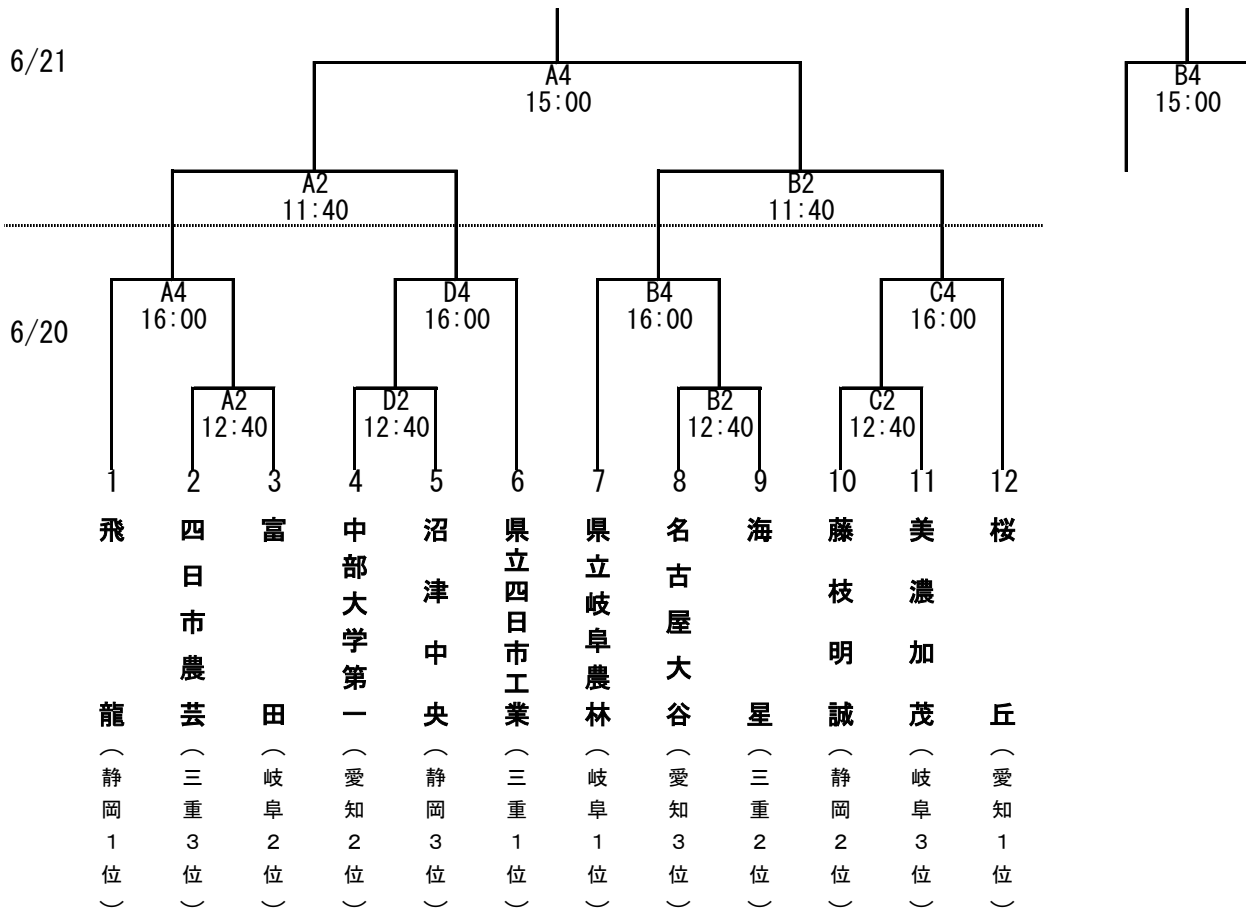 6/21
A4
15:00
B4
15:00
A2
11:40
B2
11:40
6/20
A4
16:00
D4
16:00
B4
16:00
C4
16:00
A2
12:40
D2
12:40
B2
12:40
C2
12:40
1
2
3
4
5
6
7
8
9
10
11
12
飛龍(静岡1位)
四日市農芸(三重3位)
富田(岐阜2位)
中部大学第一(愛知2位)
沼津中央(静岡3位)
県立四日市工業(三重1位)
県立岐阜農林(岐阜1位)
名古屋大谷(愛知3位)
海星(三重2位)
藤枝明誠(静岡2位)
美濃加茂(岐阜3位)
桜丘(愛知1位)